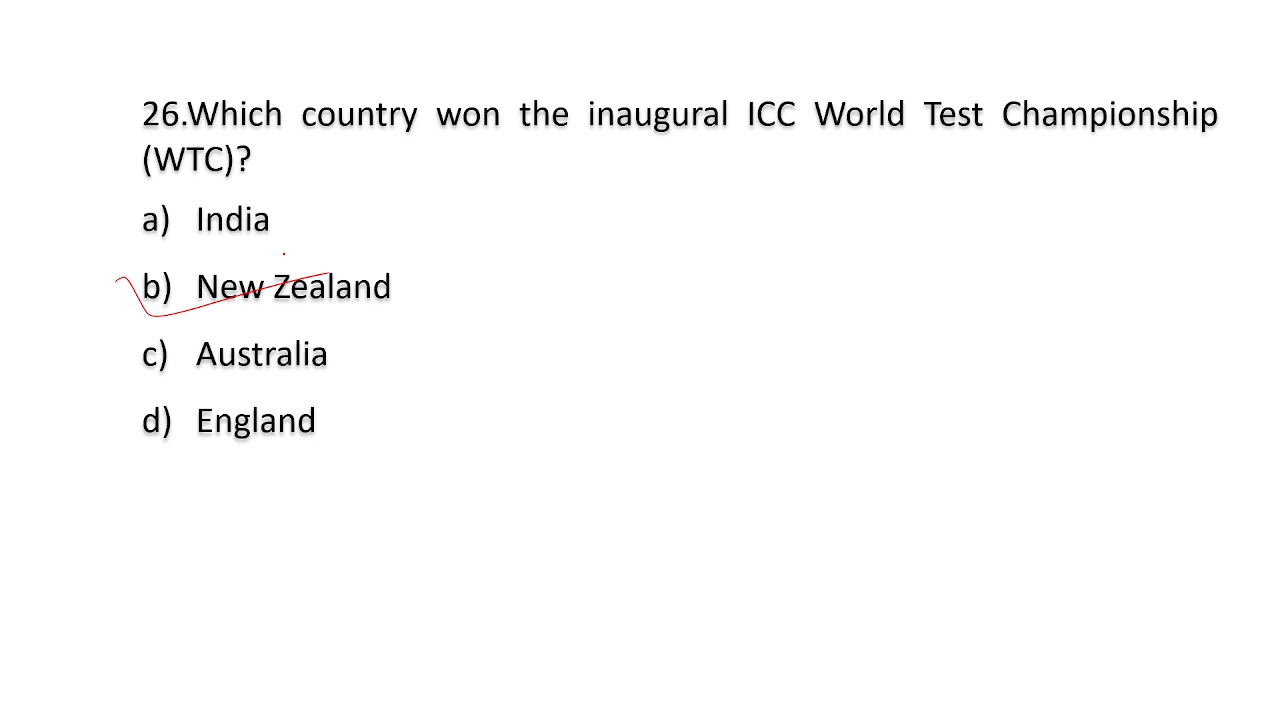 26.Which country won the inaugural ICC World Test Championship
(WTC)?
a) India
b) New Zealand
c) Australia
d) England